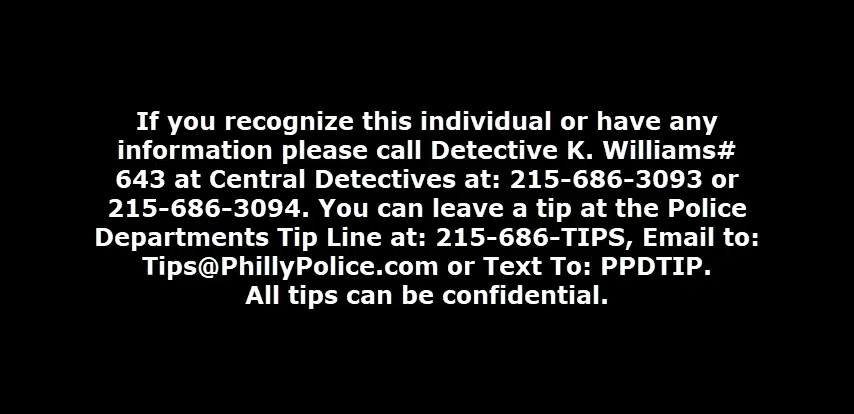 If you recognize this individual or have any
information please call Detective K. Williams#
643 at Central Detectives at: 215-686-3093 or
215-686-3094. You can leave a tip at the Police
Departments Tip Line at: 215-686-TIPS, Email to:
Tips@PhillyPolice.com or Text To: PPDTIP.
All tips can be confidential.